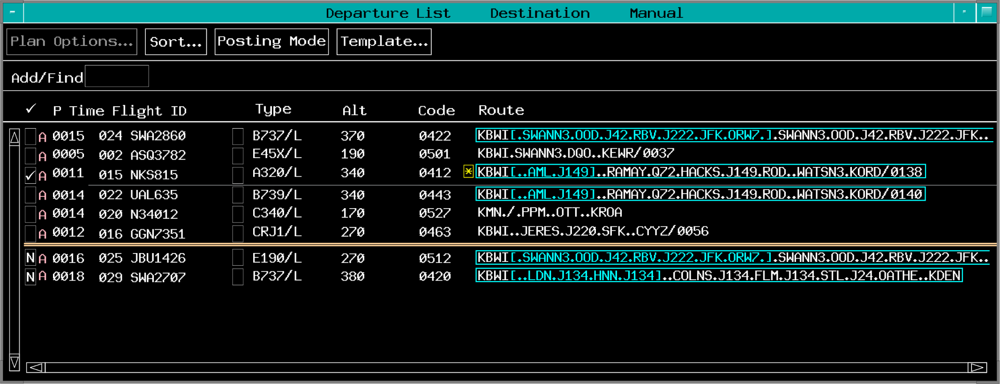 Departure List Destination Manual
Plan Options... Sort... Posting Mode Template...
Add/Find
✓ P Time Flight ID Type Alt Code Route
A 0015 024 SWA2860 B737/L 370 0422 KBWI[.SWANN3.OOD.J42.RBV.J222.JFK.ORW7.].SWANN3.OOD.J42.RBV.J222.JFK..
A 0005 002 ASQ3782 E45X/L 190 0501 KBWI.SWANN3.DQO..KEWR/0037
✓ A 0011 015 NKS815 A320/L 340 0412 * KBWI[..AML.J149]..RAMAY.Q72.HACKS.J149.ROD..WATSN3.KORD/0138
A 0014 022 UAL635 B739/L 340 0443 KBWI[..AML.J149]..RAMAY.Q72.HACKS.J149.ROD..WATSN3.KORD/0140
A 0014 020 N34012 C340/L 170 0527 KMN./.PPM..OTT..KROA
A 0012 016 GGN7351 CRJ1/L 270 0463 KBWI..JERES.J220.SFK..CYYZ/0056
N A 0016 025 JBU1426 E190/L 270 0512 KBWI[.SWANN3.OOD.J42.RBV.J222.JFK.ORW7.].SWANN3.OOD.J42.RBV.J222.JFK..
N A 0018 029 SWA2707 B737/L 380 0420 KBWI[..LDN.J134.HNN.J134]..COLNS.J134.FLM.J134.STL.J24.OATHE..KDEN